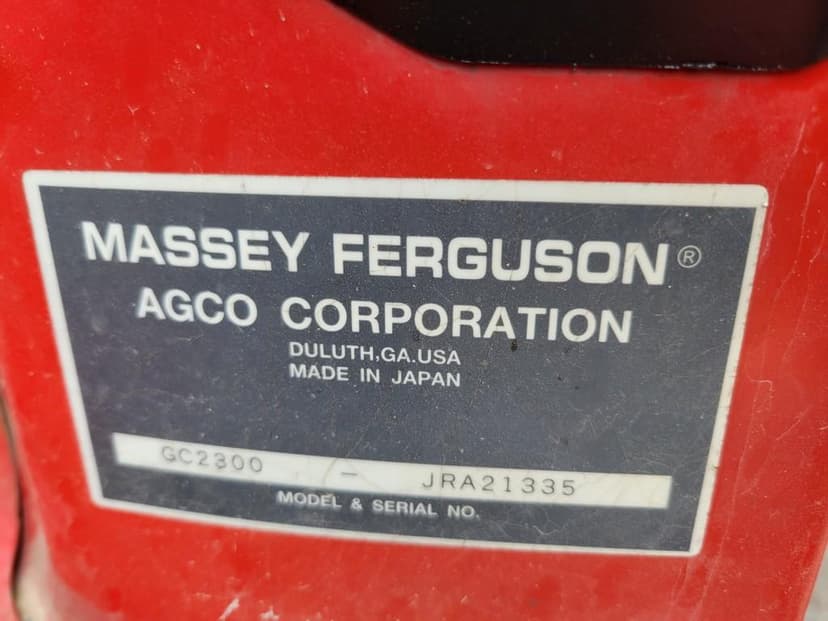 MASSEY FERGUSON®
AGCO CORPORATION
DULUTH,GA.USA
MADE IN JAPAN
GC2300 – JRA21335
MODEL & SERIAL NO.